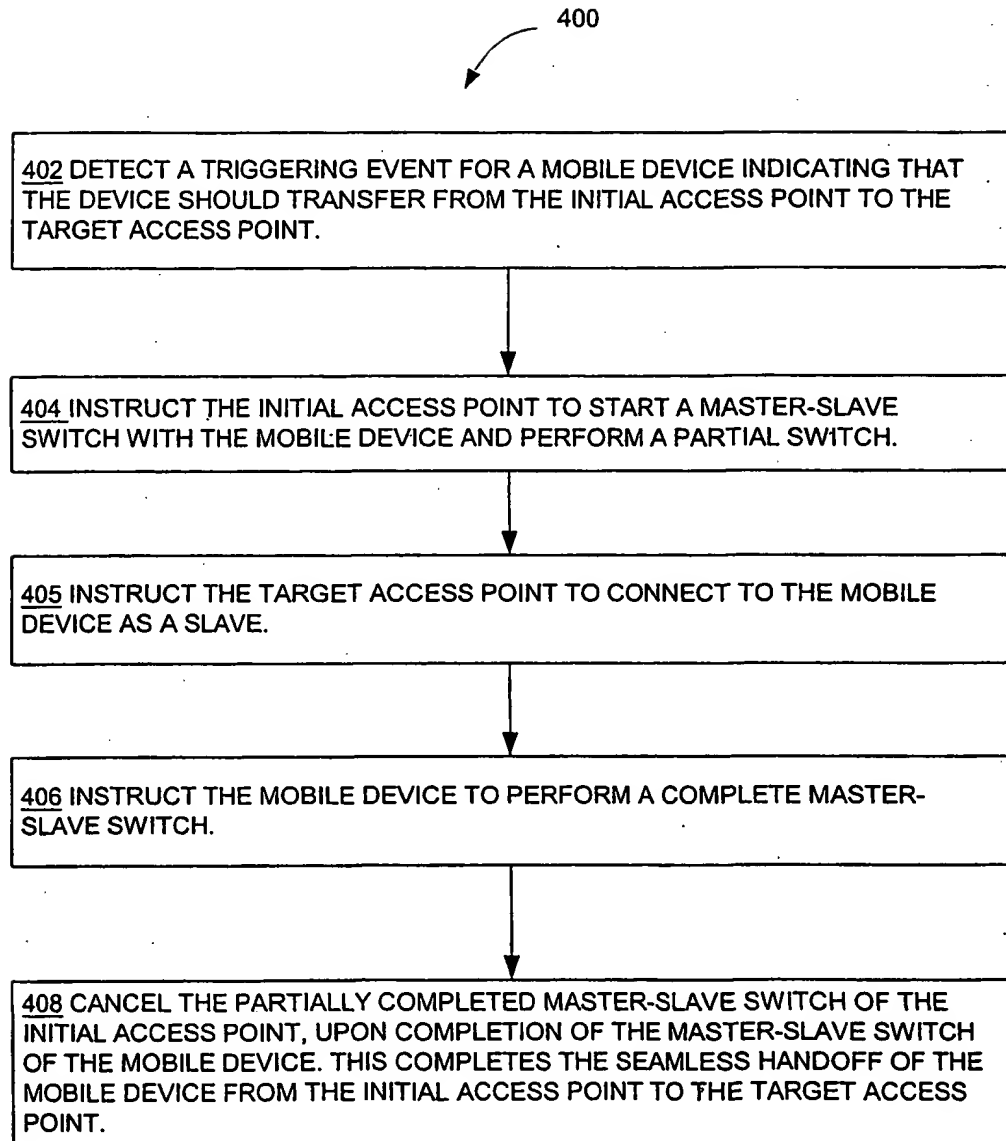 400
402 DETECT A TRIGGERING EVENT FOR A MOBILE DEVICE INDICATING THAT
THE DEVICE SHOULD TRANSFER FROM THE INITIAL ACCESS POINT TO THE
TARGET ACCESS POINT.
404 INSTRUCT THE INITIAL ACCESS POINT TO START A MASTER-SLAVE
SWITCH WITH THE MOBILE DEVICE AND PERFORM A PARTIAL SWITCH.
405 INSTRUCT THE TARGET ACCESS POINT TO CONNECT TO THE MOBILE
DEVICE AS A SLAVE.
406 INSTRUCT THE MOBILE DEVICE TO PERFORM A COMPLETE MASTER-
SLAVE SWITCH.
408 CANCEL THE PARTIALLY COMPLETED MASTER-SLAVE SWITCH OF THE
INITIAL ACCESS POINT, UPON COMPLETION OF THE MASTER-SLAVE SWITCH
OF THE MOBILE DEVICE. THIS COMPLETES THE SEAMLESS HANDOFF OF THE
MOBILE DEVICE FROM THE INITIAL ACCESS POINT TO THE TARGET ACCESS
POINT.